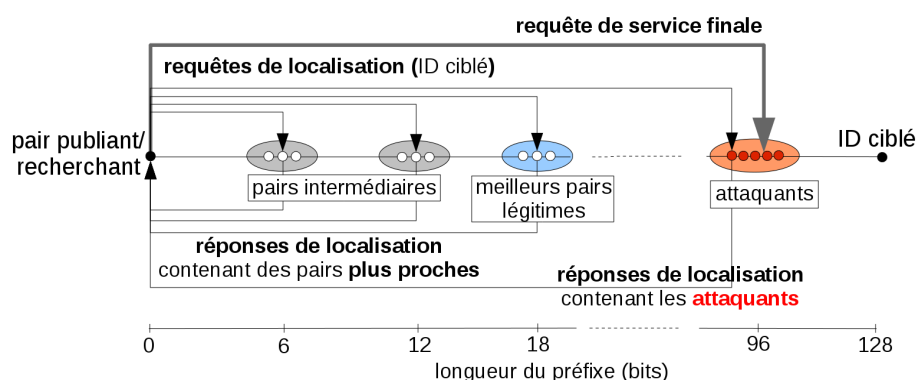 requête de service finale
requêtes de localisation (ID ciblé)
pair publiant/
recherchant
ID ciblé
pairs intermédiaires
meilleurs pairs
légitimes
attaquants
réponses de localisation
contenant des pairs plus proches
réponses de localisation
contenant les attaquants
0 6 12 18 96 128
longueur du préfixe (bits)